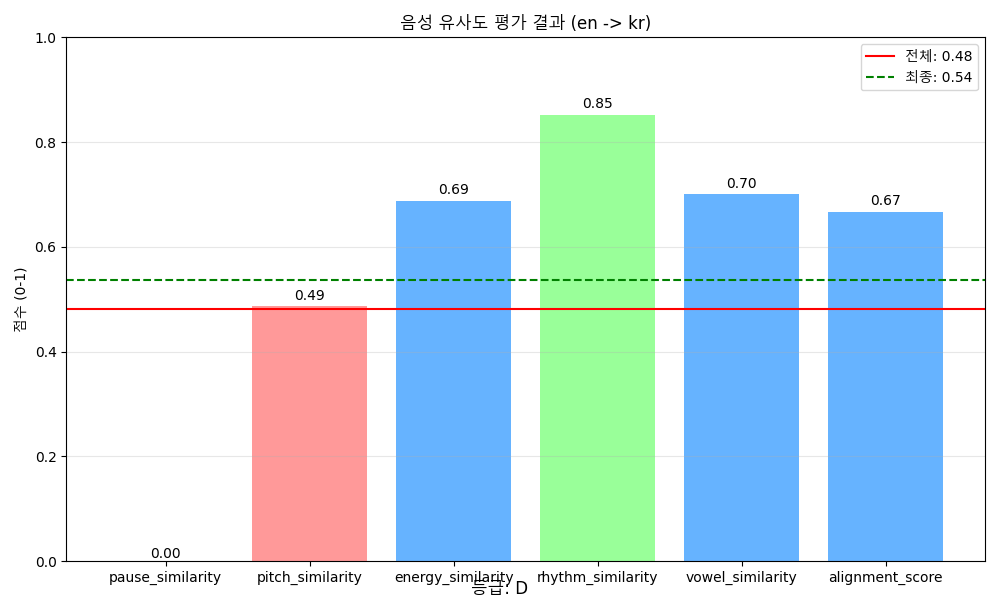 음성 유사도 평가 결과 (en -> kr)
전체: 0.48
최종: 0.54
점수 (0-1)
1.0
0.8
0.6
0.4
0.2
0.0
0.00
0.49
0.69
0.85
0.70
0.67
pause_similarity
pitch_similarity
energy_similarity
rhythm_similarity
vowel_similarity
alignment_score
등급: D